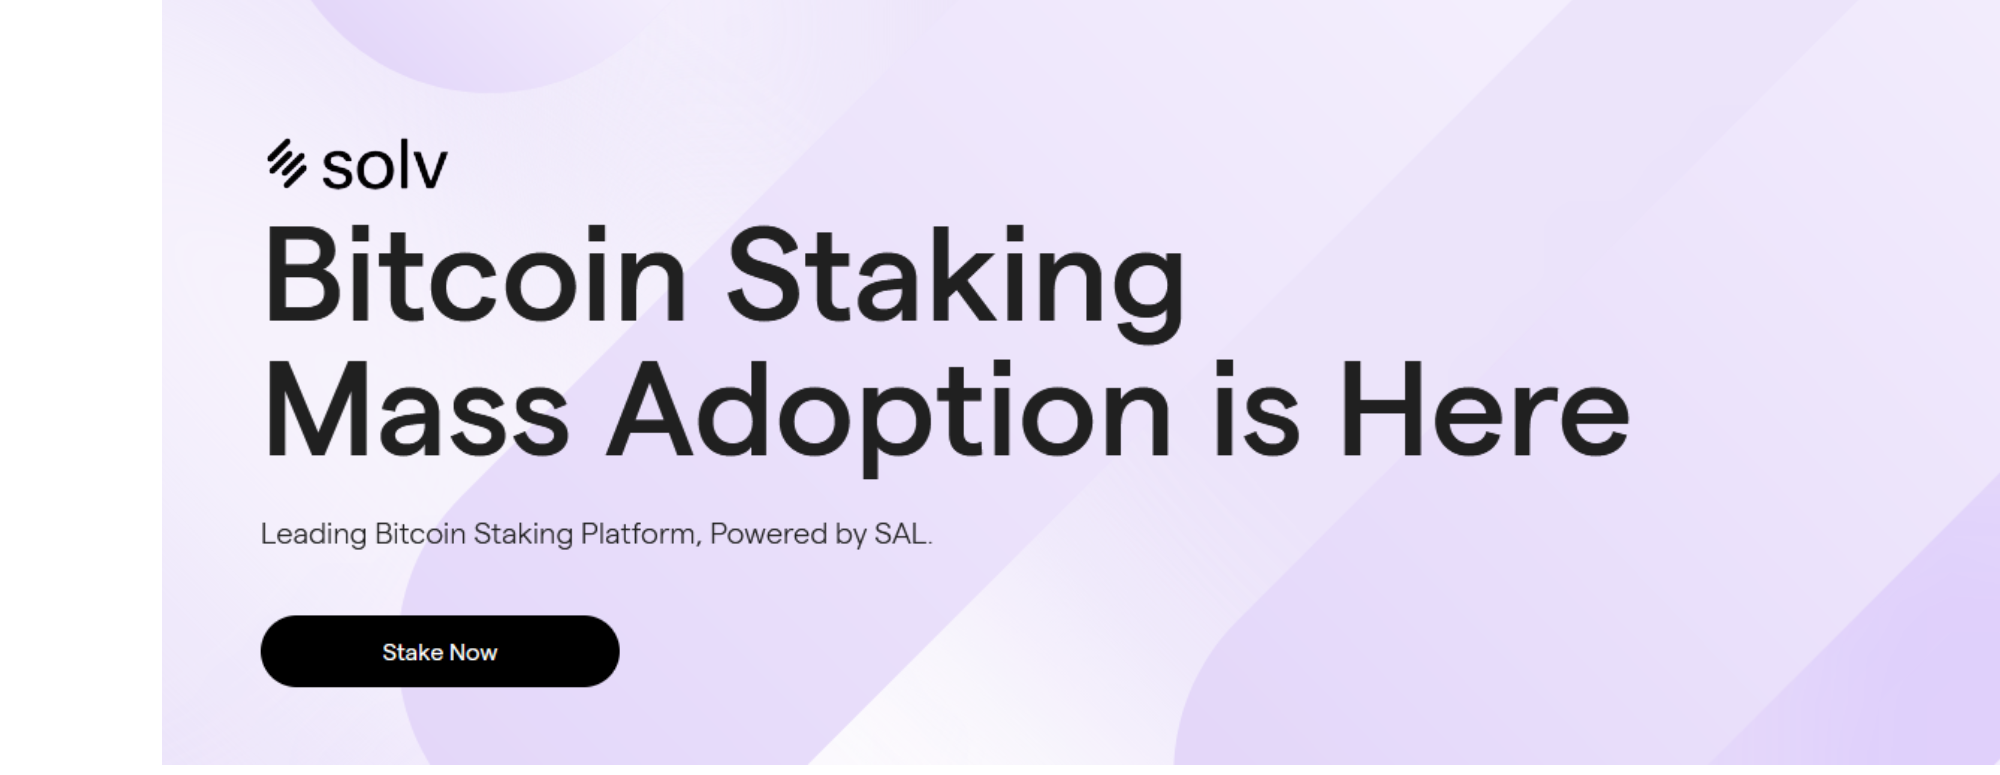 solv
Bitcoin Staking
Mass Adoption is Here
Leading Bitcoin Staking Platform, Powered by SAL.
Stake Now